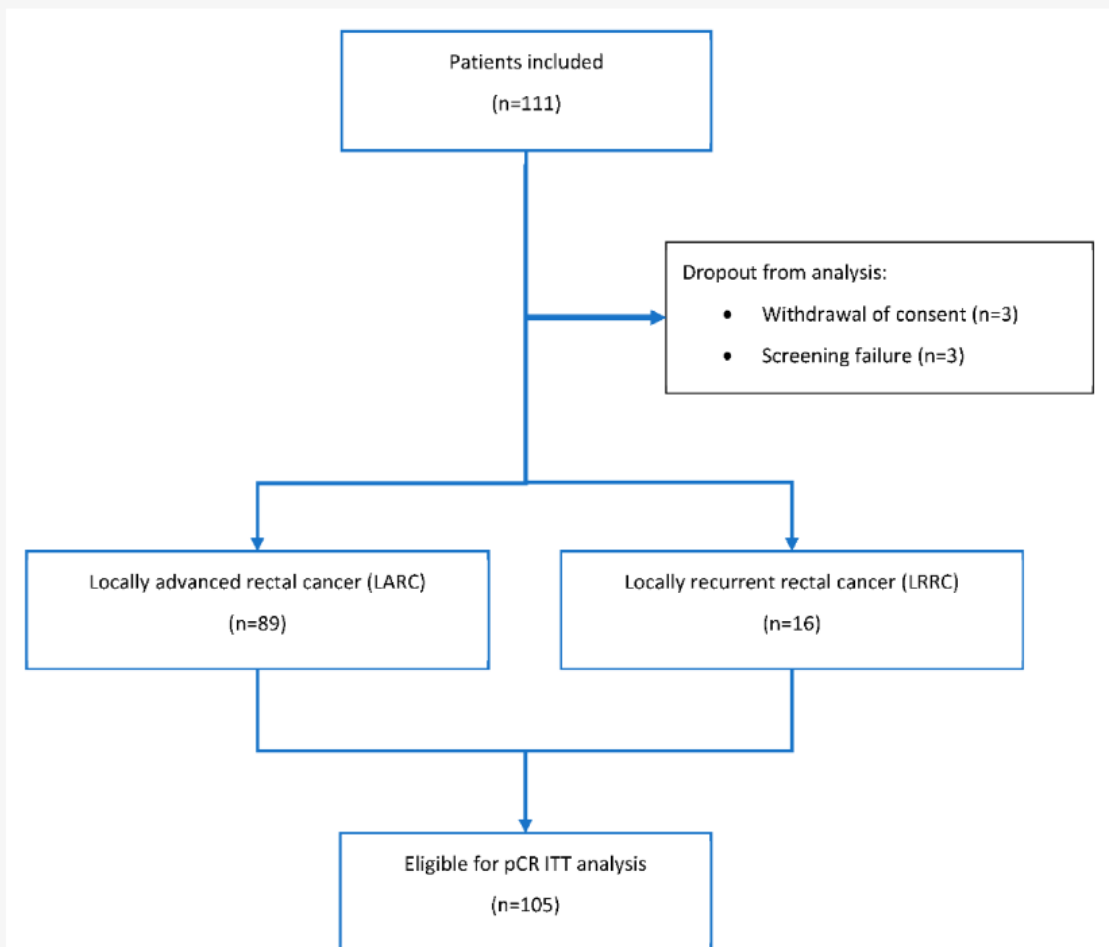 Patients included
(n=111)
Dropout from analysis:
• Withdrawal of consent (n=3)
• Screening failure (n=3)
Locally advanced rectal cancer (LARC)
(n=89)
Locally recurrent rectal cancer (LRRC)
(n=16)
Eligible for pCR ITT analysis
(n=105)